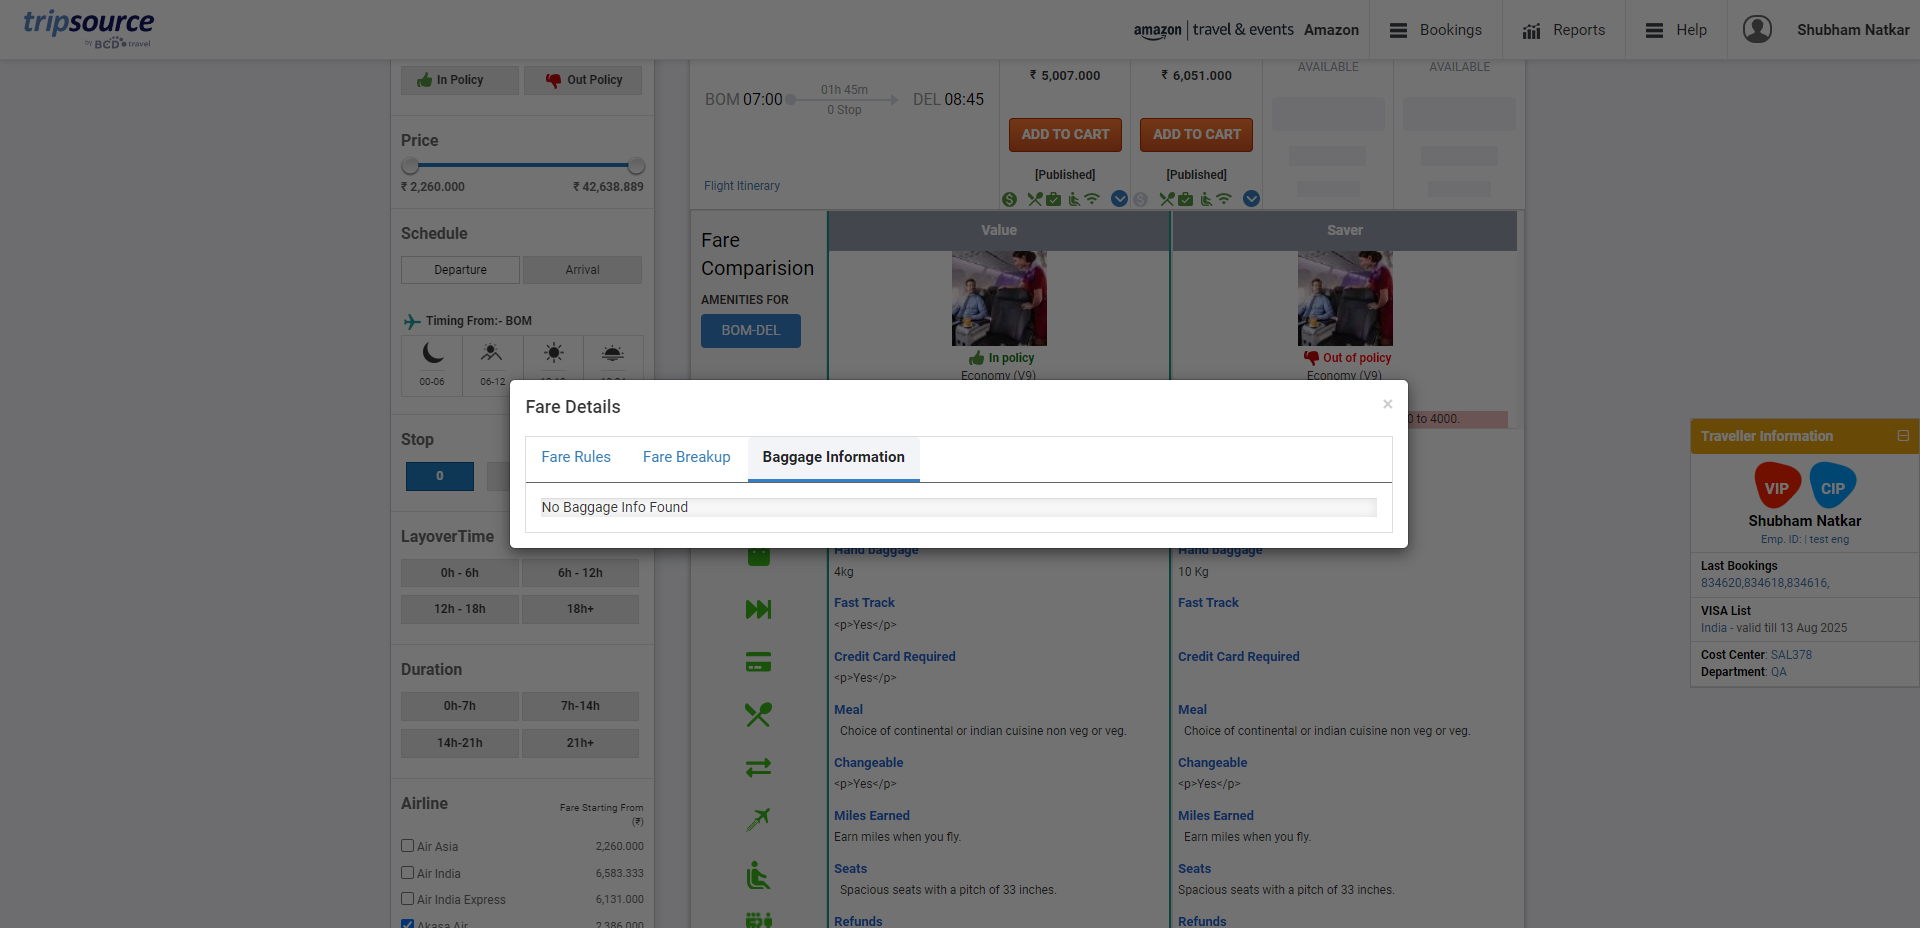 tripsource
by BCD travel
amazon | travel & events Amazon
Bookings
Reports
Help
Shubham Natkar
In Policy
Out Policy
Price
₹ 2,260.000
₹ 42,638.889
Schedule
Departure
Arrival
Timing From:- BOM
00-06
06-12
Stop
0
LayoverTime
0h - 6h
6h - 12h
12h - 18h
18h+
Duration
0h-7h
7h-14h
14h-21h
21h+
Airline
Fare Starting From
(₹)
Air Asia 2,260.000
Air India 6,583.333
Air India Express 6,131.000
Akasa Air 2,386.000
₹ 5,007.000
₹ 6,051.000
AVAILABLE
AVAILABLE
BOM 07:00
01h 45m
0 Stop
DEL 08:45
ADD TO CART
ADD TO CART
[Published]
[Published]
Flight Itinerary
Fare
Comparision
AMENITIES FOR
BOM-DEL
Value
Saver
In policy
Out of policy
Economy (V9)
Economy (V9)
0 to 4000.
Fare Details
×
Fare Rules
Fare Breakup
Baggage Information
No Baggage Info Found
Hand baggage
Hand baggage
4kg
10 Kg
Fast Track
Fast Track
<p>Yes</p>
Credit Card Required
Credit Card Required
<p>Yes</p>
Meal
Meal
Choice of continental or indian cuisine non veg or veg.
Choice of continental or indian cuisine non veg or veg.
Changeable
Changeable
<p>Yes</p>
<p>Yes</p>
Miles Earned
Miles Earned
Earn miles when you fly.
Earn miles when you fly.
Seats
Seats
Spacious seats with a pitch of 33 inches.
Spacious seats with a pitch of 33 inches.
Refunds
Refunds
Traveller Information
VIP
CIP
Shubham Natkar
Emp. ID: | test eng
Last Bookings
834620,834618,834616,
VISA List
India - valid till 13 Aug 2025
Cost Center: SAL378
Department: QA